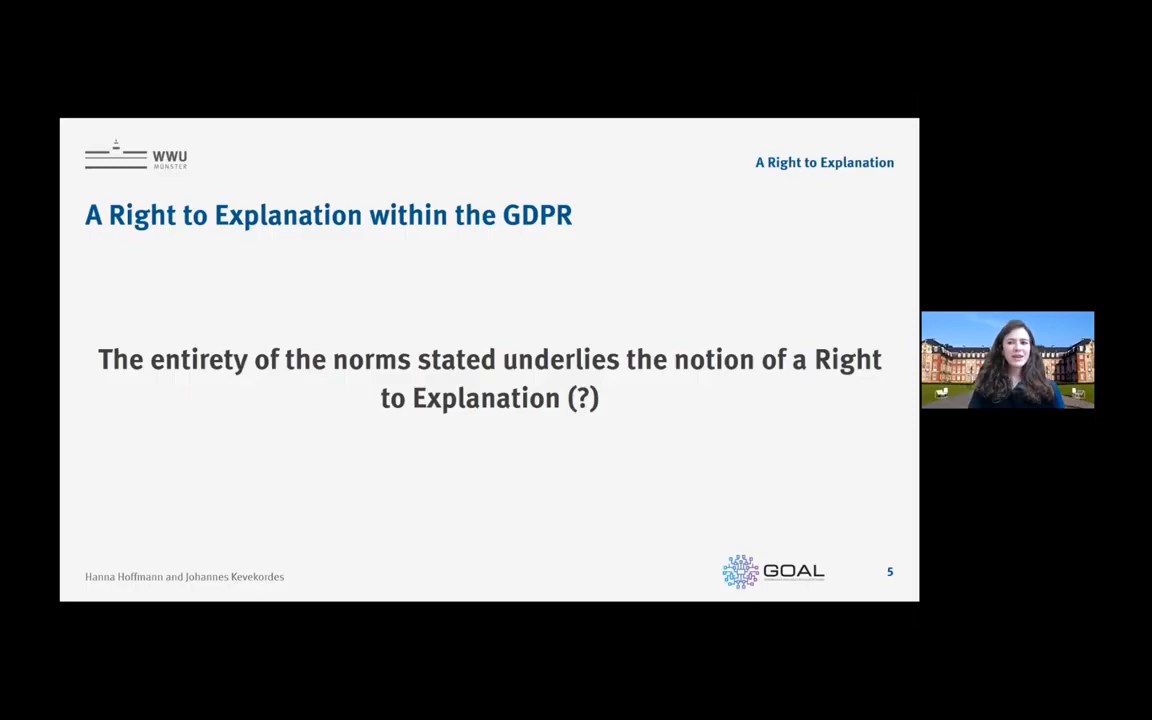 WWU
MÜNSTER
A Right to Explanation
A Right to Explanation within the GDPR
The entirety of the norms stated underlies the notion of a Right
to Explanation (?)
Hanna Hoffmann and Johannes Kevekordes
GOAL
5